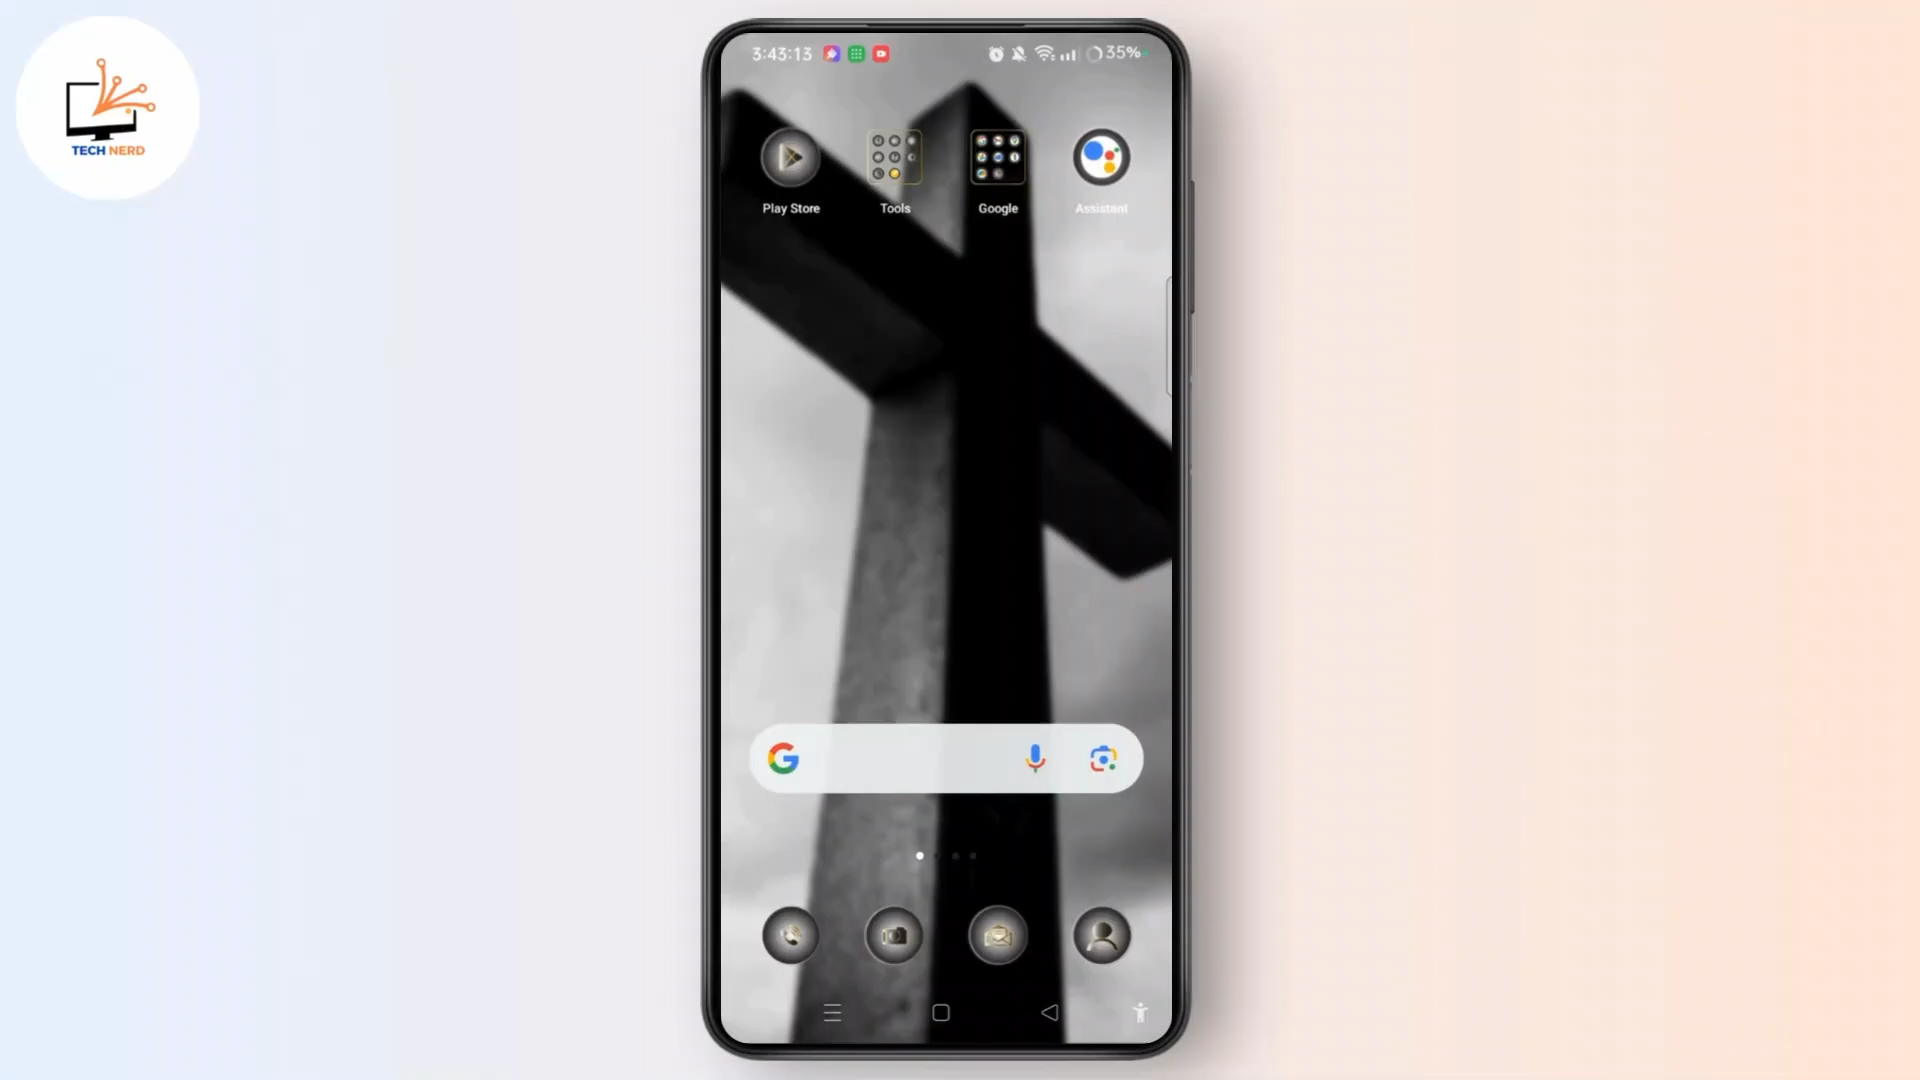 TECH NERD
3:43:13
35%
Play Store
Tools
Google
Assistant